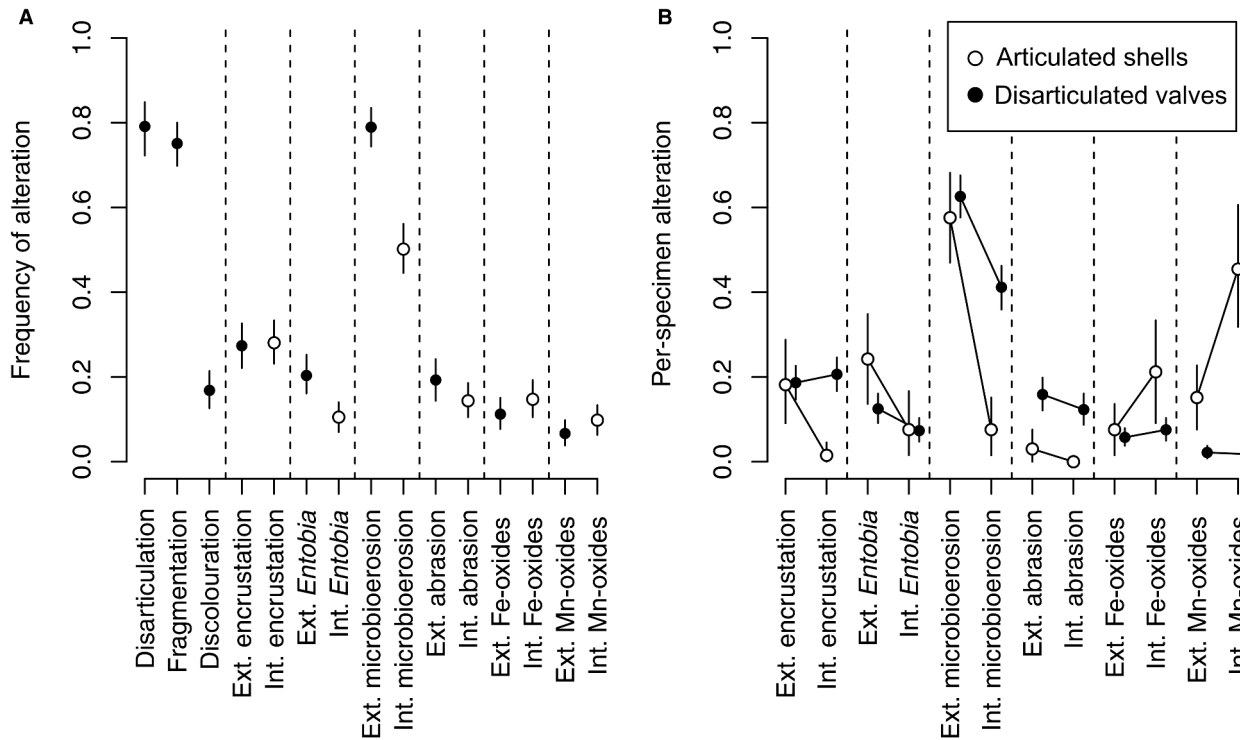 A
Frequency of alteration
1.0
0.8
0.6
0.4
0.2
0.0
Disarticulation
Fragmentation
Discolouration
Ext. encrustation
Int. encrustation
Ext. Entobia
Int. Entobia
Ext. microbioerosion
Int. microbioerosion
Ext. abrasion
Int. abrasion
Ext. Fe-oxides
Int. Fe-oxides
Ext. Mn-oxides
Int. Mn-oxides
B
Per-specimen alteration
1.0
0.8
0.6
0.4
0.2
0.0
Articulated shells
Disarticulated valves
Ext. encrustation
Int. encrustation
Ext. Entobia
Int. Entobia
Ext. microbioerosion
Int. microbioerosion
Ext. abrasion
Int. abrasion
Ext. Fe-oxides
Int. Fe-oxides
Ext. Mn-oxides
Int. Mn-oxides